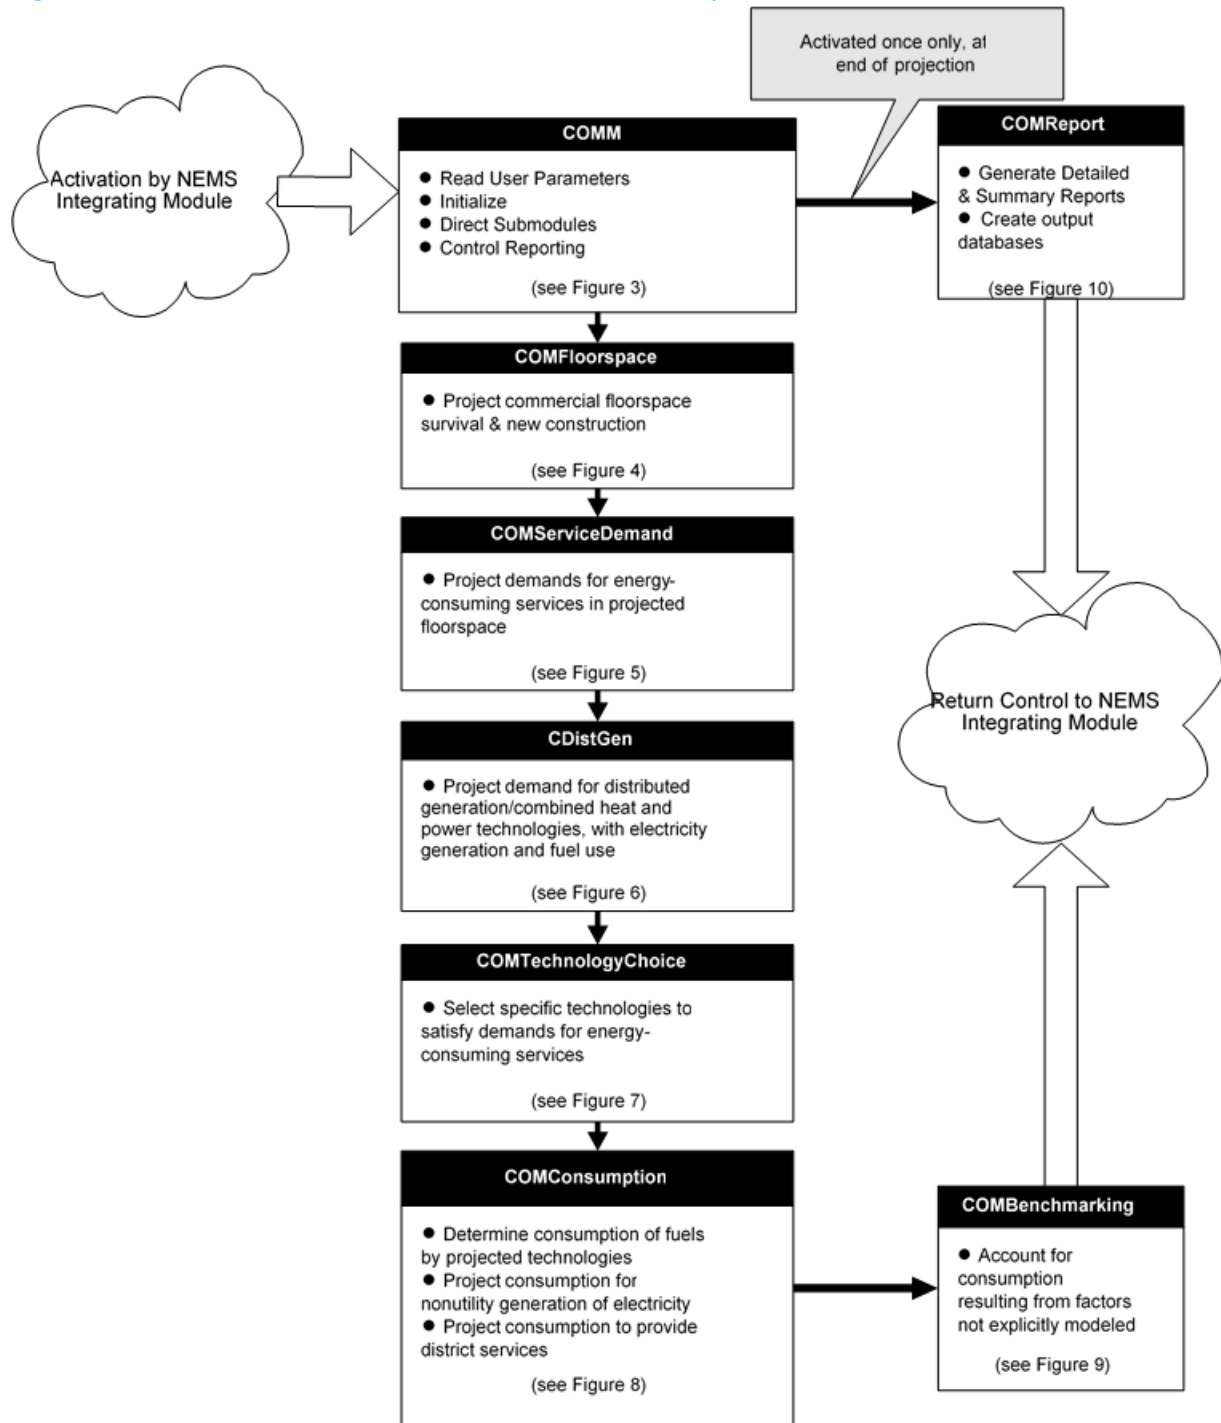 Activated once only, at
end of projection
Activation by NEMS
Integrating Module
COMM
● Read User Parameters
● Initialize
● Direct Submodules
● Control Reporting
(see Figure 3)
COMReport
● Generate Detailed
& Summary Reports
● Create output
databases
(see Figure 10)
COMFloorspace
● Project commercial floorspace
survival & new construction
(see Figure 4)
COMServiceDemand
● Project demands for energy-
consuming services in projected
floorspace
(see Figure 5)
CDistGen
● Project demand for distributed
generation/combined heat and
power technologies, with electricity
generation and fuel use
(see Figure 6)
Return Control to NEMS
Integrating Module
COMTechnologyChoice
● Select specific technologies to
satisfy demands for energy-
consuming services
(see Figure 7)
COMConsumption
● Determine consumption of fuels
by projected technologies
● Project consumption for
nonutility generation of electricity
● Project consumption to provide
district services
(see Figure 8)
COMBenchmarking
● Account for
consumption
resulting from factors
not explicitly modeled
(see Figure 9)